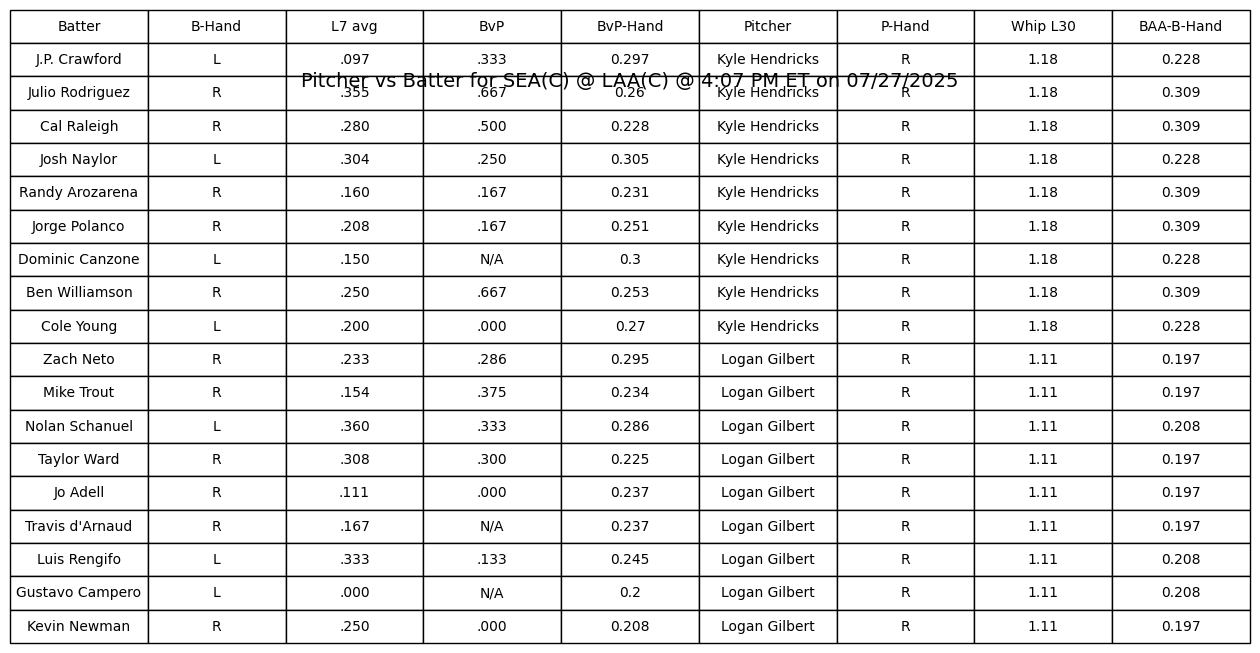 Batter B-Hand L7 avg BvP BvP-Hand Pitcher P-Hand Whip L30 BAA-B-Hand
J.P. Crawford L .097 .333 0.297 Kyle Hendricks R 1.18 0.228
Pitcher vs Batter for SEA(C) @ LAA(C) @ 4:07 PM ET on 07/27/2025
Julio Rodriguez R .355 .667 0.26 Kyle Hendricks R 1.18 0.309
Cal Raleigh R .280 .500 0.228 Kyle Hendricks R 1.18 0.309
Josh Naylor L .304 .250 0.305 Kyle Hendricks R 1.18 0.228
Randy Arozarena R .160 .167 0.231 Kyle Hendricks R 1.18 0.309
Jorge Polanco R .208 .167 0.251 Kyle Hendricks R 1.18 0.309
Dominic Canzone L .150 N/A 0.3 Kyle Hendricks R 1.18 0.228
Ben Williamson R .250 .667 0.253 Kyle Hendricks R 1.18 0.309
Cole Young L .200 .000 0.27 Kyle Hendricks R 1.18 0.228
Zach Neto R .233 .286 0.295 Logan Gilbert R 1.11 0.197
Mike Trout R .154 .375 0.234 Logan Gilbert R 1.11 0.197
Nolan Schanuel L .360 .333 0.286 Logan Gilbert R 1.11 0.208
Taylor Ward R .308 .300 0.225 Logan Gilbert R 1.11 0.197
Jo Adell R .111 .000 0.237 Logan Gilbert R 1.11 0.197
Travis d'Arnaud R .167 N/A 0.237 Logan Gilbert R 1.11 0.197
Luis Rengifo L .333 .133 0.245 Logan Gilbert R 1.11 0.208
Gustavo Campero L .000 N/A 0.2 Logan Gilbert R 1.11 0.208
Kevin Newman R .250 .000 0.208 Logan Gilbert R 1.11 0.197